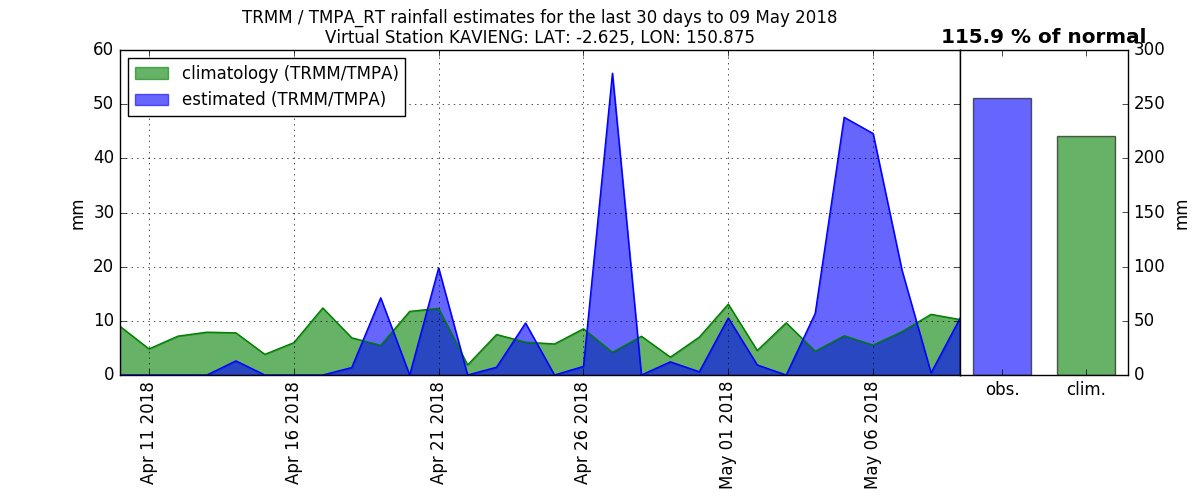 TRMM / TMPA_RT rainfall estimates for the last 30 days to 09 May 2018
Virtual Station KAVIENG: LAT: -2.625, LON: 150.875
115.9 % of normal
climatology (TRMM/TMPA)
estimated (TRMM/TMPA)
60
50
40
30
20
10
0
mm
Apr 11 2018
Apr 16 2018
Apr 21 2018
Apr 26 2018
May 01 2018
May 06 2018
obs.
clim.
300
250
200
150
100
50
0
mm